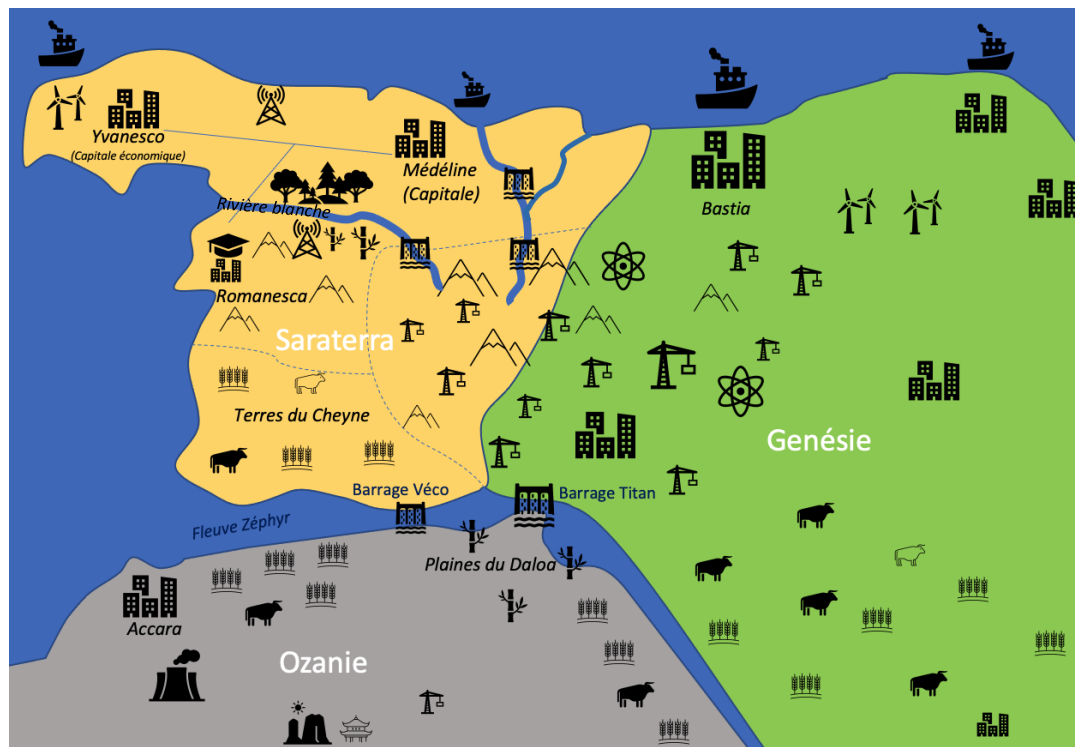 Yvanesco
(Capitale économique)
Médéline
(Capitale)
Bastia
Rivière blanche
Romanesca
Saraterra
Terres du Cheyne
Genésie
Barrage Véco
Barrage Titan
Fleuve Zéphyr
Plaines du Daloa
Accara
Ozanie